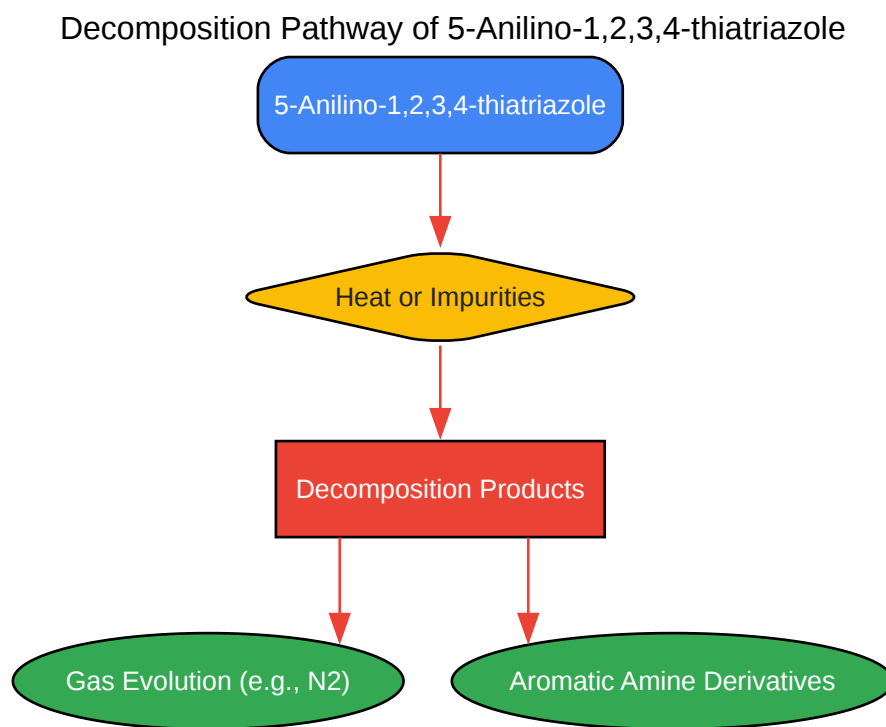 Decomposition Pathway of 5-Anilino-1,2,3,4-thiatriazole
5-Anilino-1,2,3,4-thiatriazole
Heat or Impurities
Decomposition Products
Gas Evolution (e.g., N2)
Aromatic Amine Derivatives